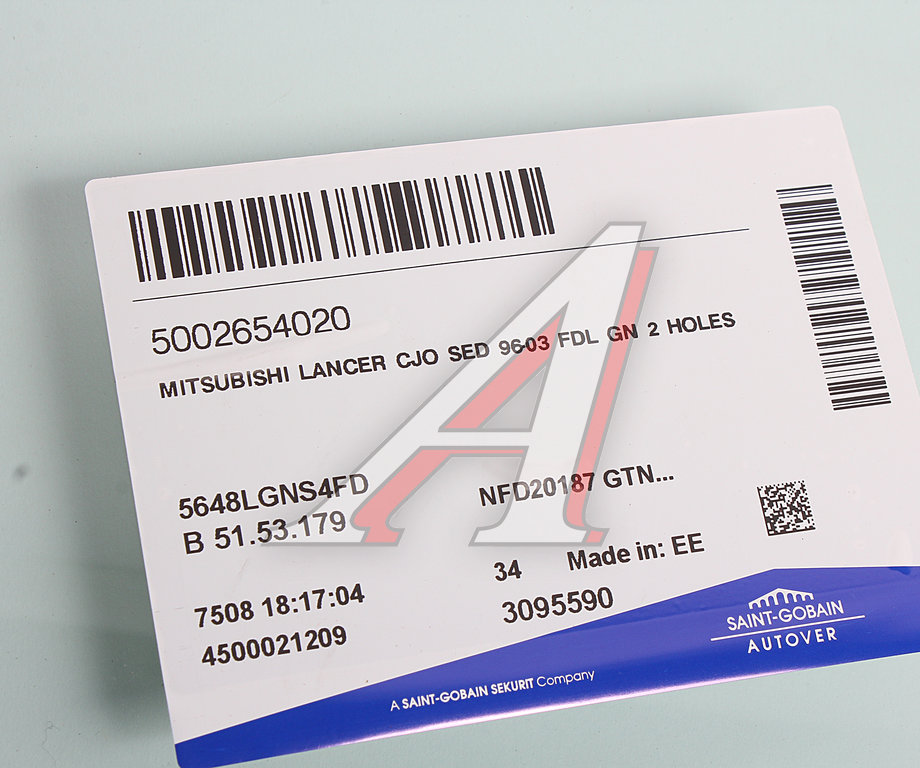 5002654020
MITSUBISHI LANCER CJO SED 96-03 FDL GN 2 HOLES
5648LGNS4FD NFD20187 GTN...
B 51.53.179
34 Made in: EE
7508 18:17:04 3095590
4500021209
SAINT-GOBAIN
AUTOVER
A SAINT-GOBAIN SEKURIT Company
A